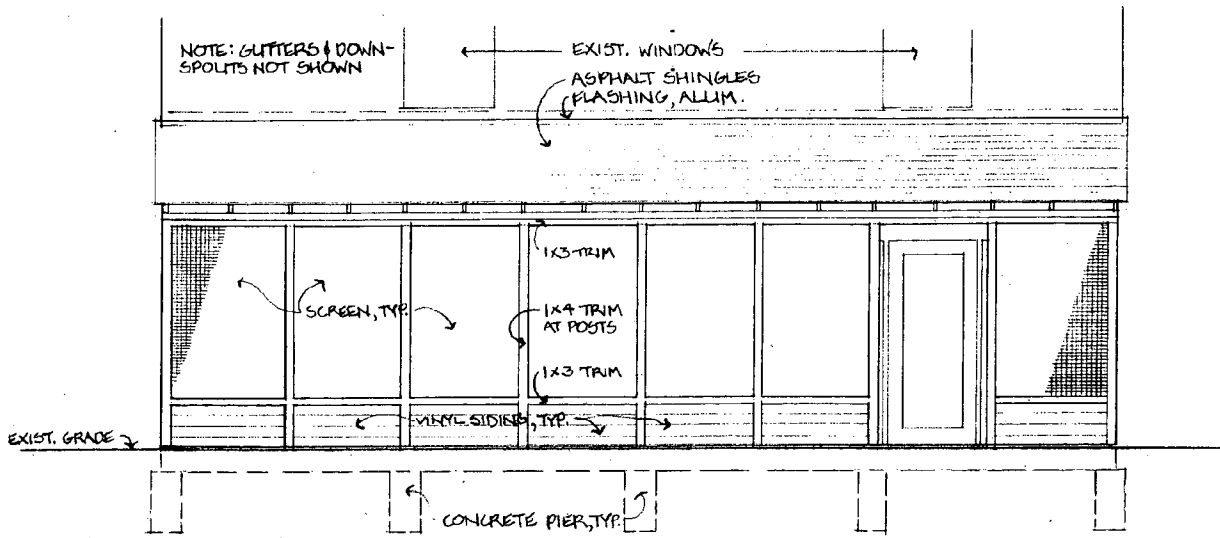 NOTE: GUTTERS & DOWN-
SPOUTS NOT SHOWN
EXIST. WINDOWS
ASPHALT SHINGLES
FLASHING, ALUM.
1X3 TRIM
SCREEN, TYP.
1X4 TRIM
AT POSTS
1X3 TRIM
VINYL SIDING, TYP.
EXIST. GRADE
CONCRETE PIER, TYP.